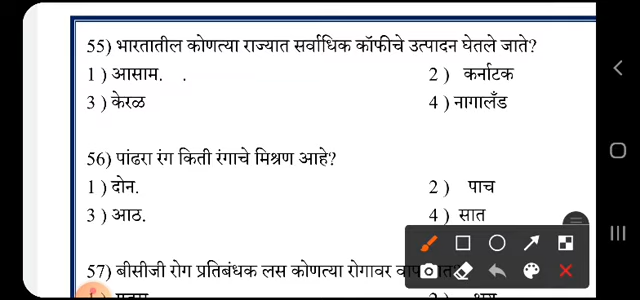 55) भारतातील कोणत्या राज्यात सर्वाधिक कॉफीचे उत्पादन घेतले जाते?
1 ) आसाम. . 2 ) कर्नाटक
3 ) केरळ 4 ) नागालँड
56) पांढरा रंग किती रंगाचे मिश्रण आहे?
1 ) दोन. 2 ) पाच
3 ) आठ. 4 ) सात
57) बीसीजी रोग प्रतिबंधक लस कोणत्या रोगावर